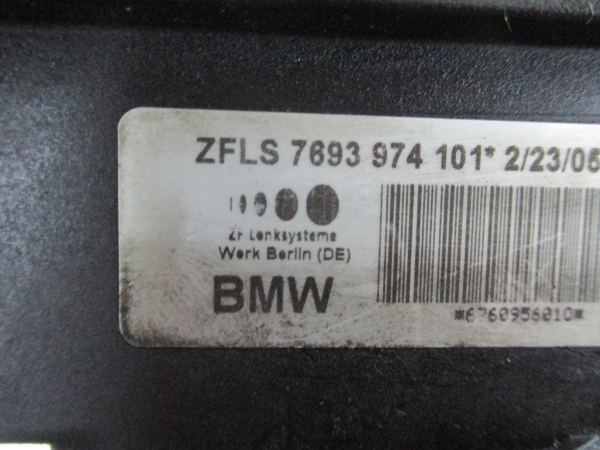 ZFLS 7693 974 101* 2/23/05
ZF Lenksysteme
Werk Berlin (DE)
BMW
*6760956010*